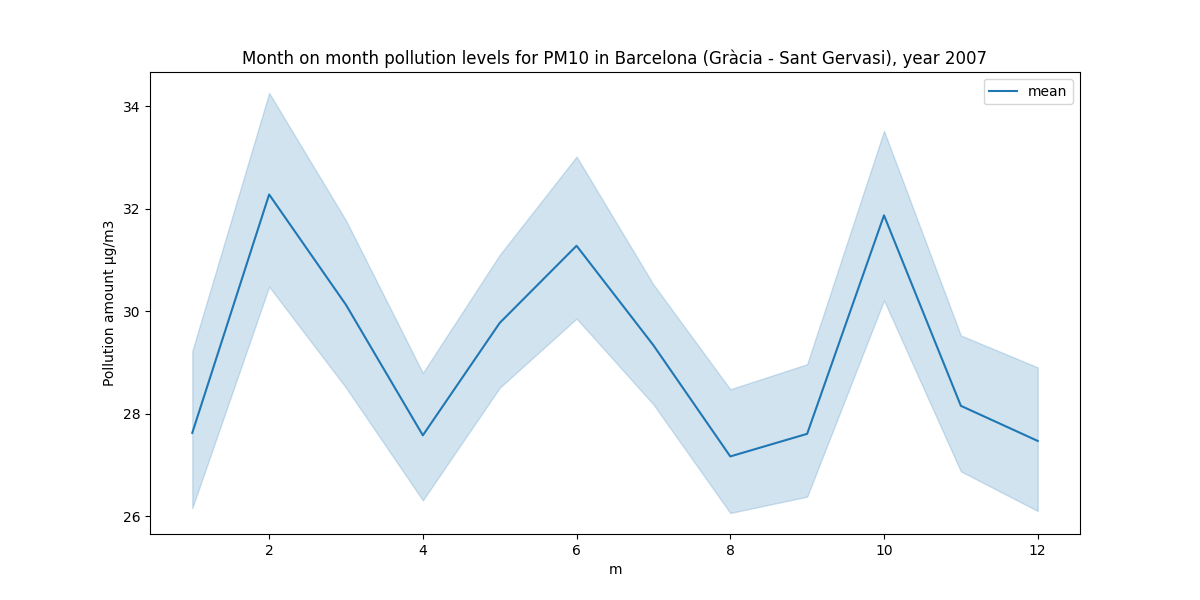 Month on month pollution levels for PM10 in Barcelona (Gràcia - Sant Gervasi), year 2007
mean
Pollution amount µg/m3
34
32
30
28
26
2 4 6 8 10 12
m